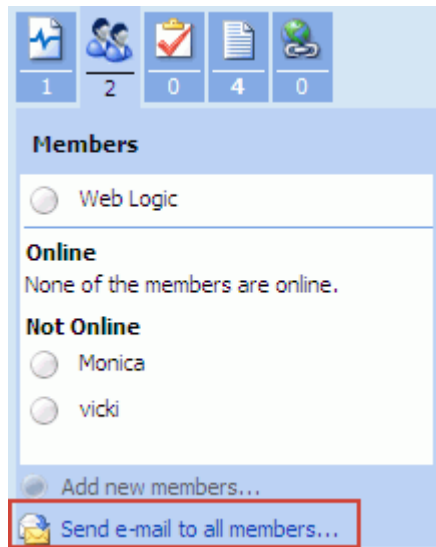 1 2 0 4 0
Members
Web Logic
Online
None of the members are online.
Not Online
Monica
vicki
Add new members...
Send e-mail to all members...